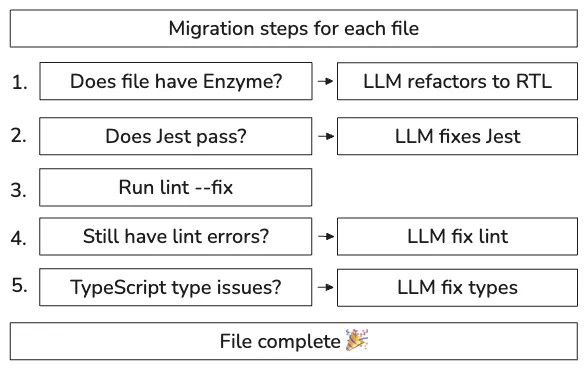 Migration steps for each file
1. Does file have Enzyme? → LLM refactors to RTL
2. Does Jest pass? → LLM fixes Jest
3. Run lint --fix
4. Still have lint errors? → LLM fix lint
5. TypeScript type issues? → LLM fix types
File complete 🎉